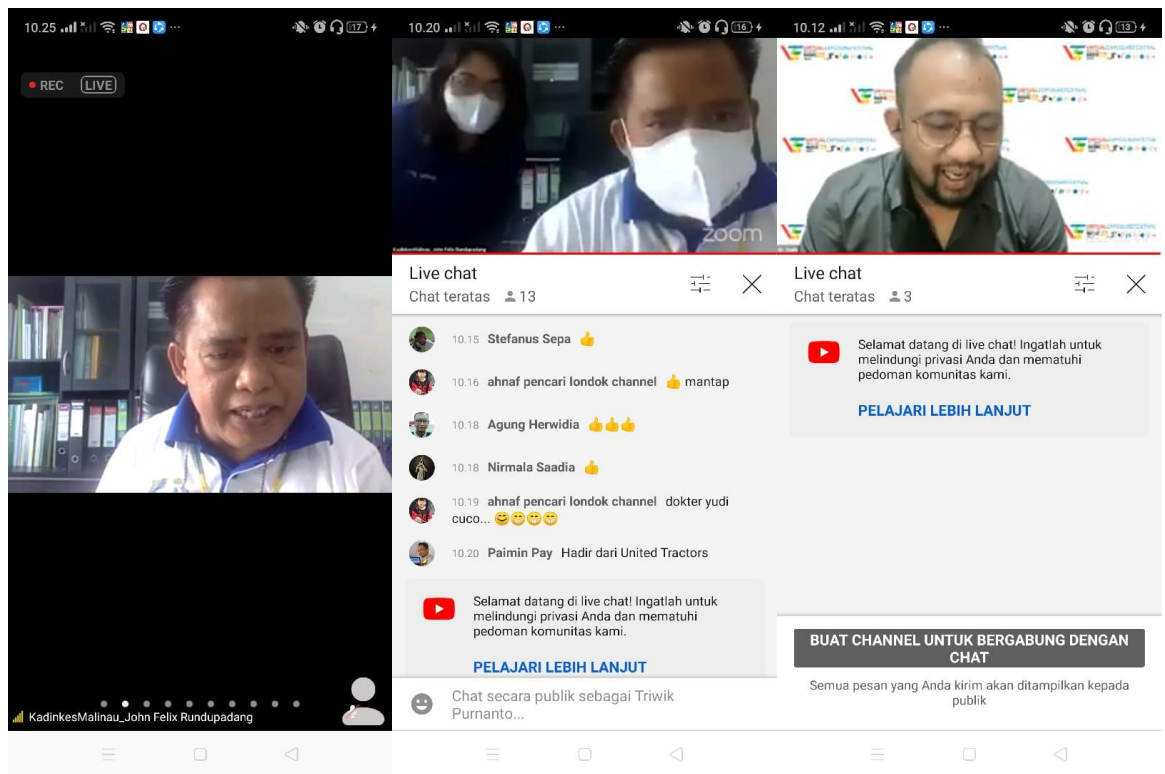 10.25
17
REC LIVE
KadinkesMalinau_John Felix Rundupadang
10.20
16
zoom
KadinkesMalinau_John Felix Rundupadang
Live chat
Chat teratas 13
10.15 Stefanus Sepa 👍
10.16 ahnaf pencari londok channel 👍 mantap
10.18 Agung Herwidia 👍👍👍
10.18 Nirmala Saadia 👍
10.19 ahnaf pencari londok channel dokter yudi
cuco... 😊😁😁😁
10.20 Paimin Pay Hadir dari United Tractors
Selamat datang di live chat! Ingatlah untuk
melindungi privasi Anda dan mematuhi
pedoman komunitas kami.
PELAJARI LEBIH LANJUT
Chat secara publik sebagai Triwik
Purnanto...
10.12
13
Live chat
Chat teratas 3
Selamat datang di live chat! Ingatlah untuk
melindungi privasi Anda dan mematuhi
pedoman komunitas kami.
PELAJARI LEBIH LANJUT
BUAT CHANNEL UNTUK BERGABUNG DENGAN
CHAT
Semua pesan yang Anda kirim akan ditampilkan kepada
publik